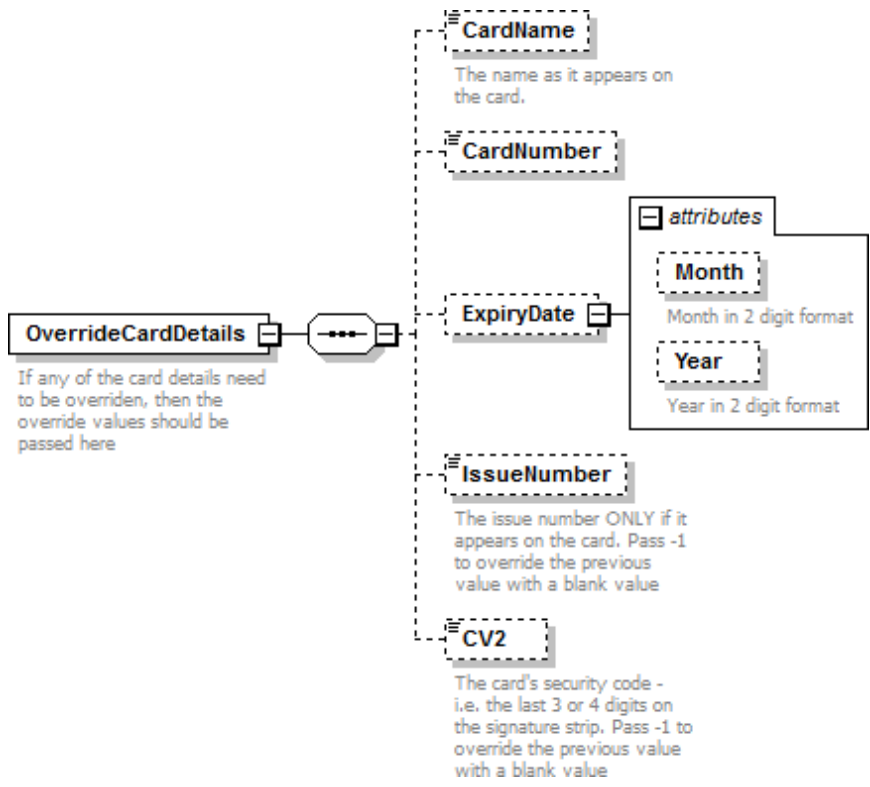 CardName
The name as it appears on
the card.
CardNumber
attributes
Month
Month in 2 digit format
Year
Year in 2 digit format
ExpiryDate
OverrideCardDetails
If any of the card details need
to be overriden, then the
override values should be
passed here
IssueNumber
The issue number ONLY if it
appears on the card. Pass -1
to override the previous
value with a blank value
CV2
The card's security code -
i.e. the last 3 or 4 digits on
the signature strip. Pass -1 to
override the previous value
with a blank value